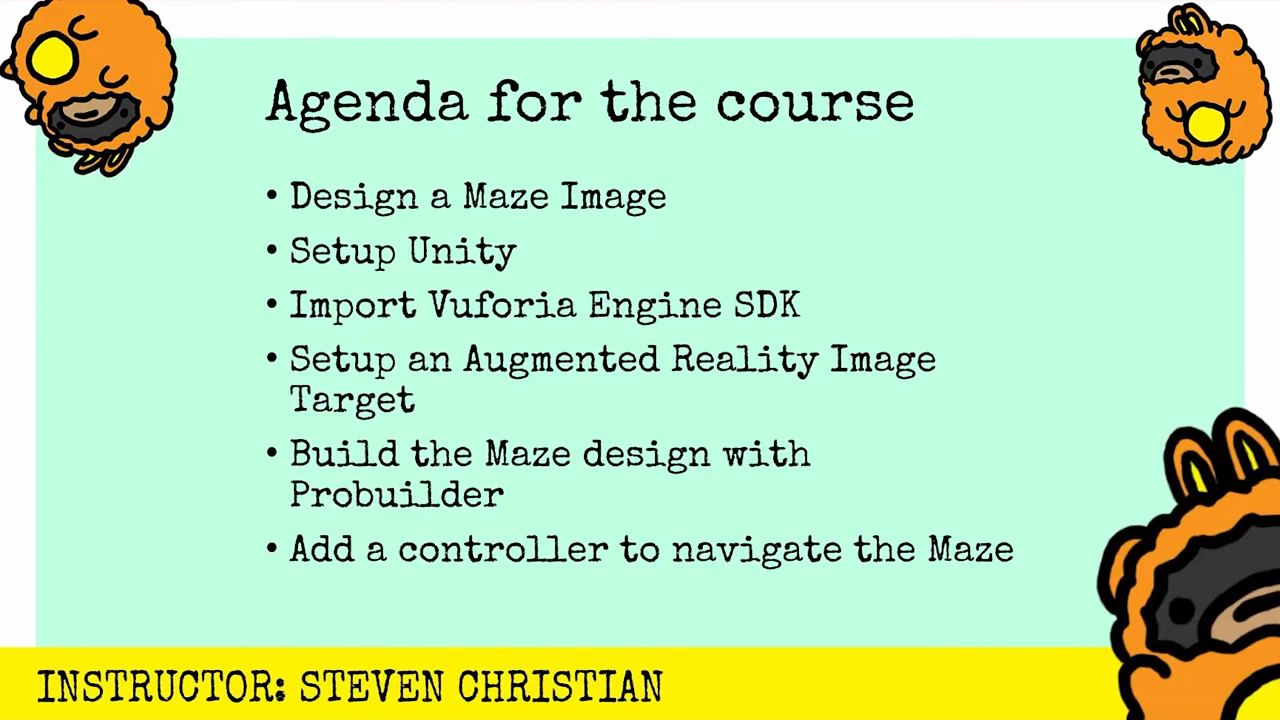 Agenda for the course
• Design a Maze Image
• Setup Unity
• Import Vuforia Engine SDK
• Setup an Augmented Reality Image
Target
• Build the Maze design with
Probuilder
• Add a controller to navigate the Maze
INSTRUCTOR: STEVEN CHRISTIAN